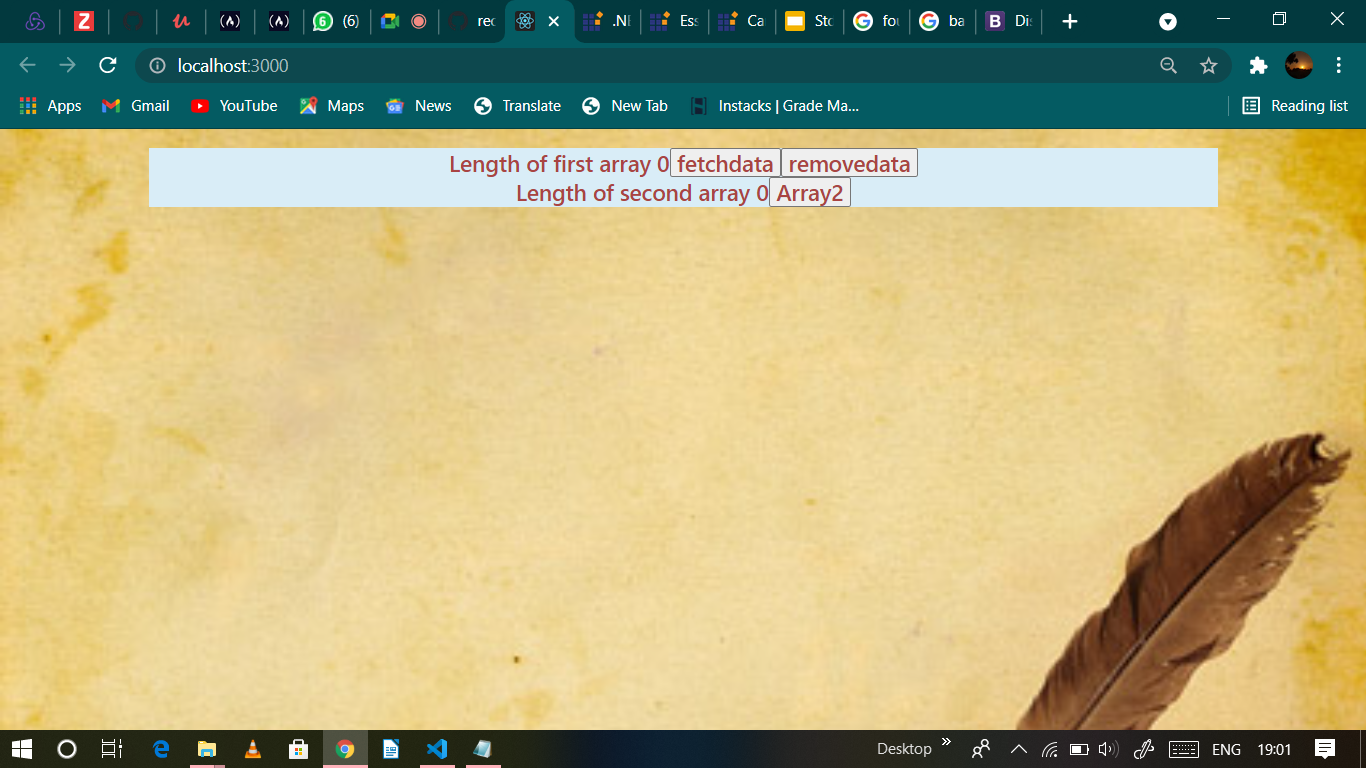 (6) rec .NE Ess Ca Sto fou ba Dis
localhost:3000
Apps Gmail YouTube Maps News Translate New Tab Instacks | Grade Ma... Reading list
Length of first array 0 fetchdata removedata
Length of second array 0 Array2
Desktop ENG 19:01